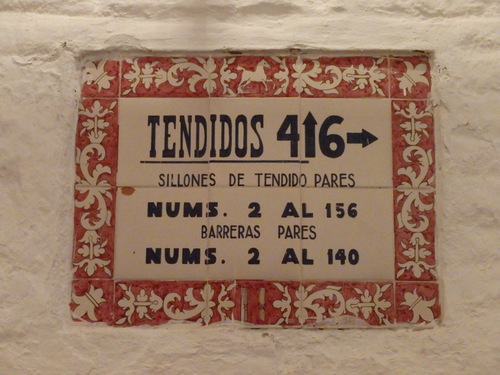 TENDIDOS 4↑6→
SILLONES DE TENDIDO PARES
NUMS. 2 AL 156
BARRERAS PARES
NUMS. 2 AL 140